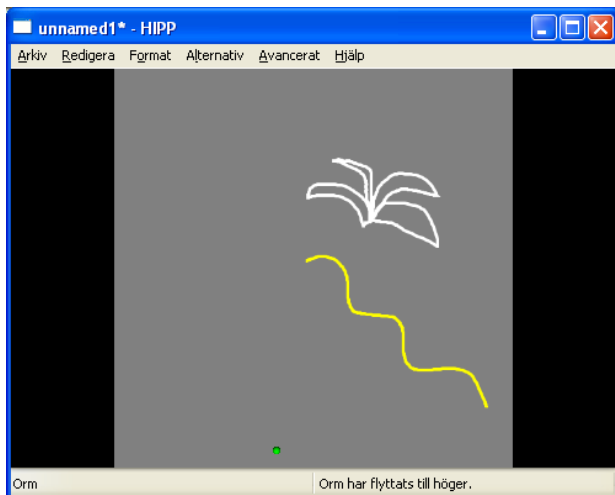 unnamed1* - HIPP
Arkiv Redigera Format Alternativ Avancerat Hjälp
Orm Orm har flyttats till höger.